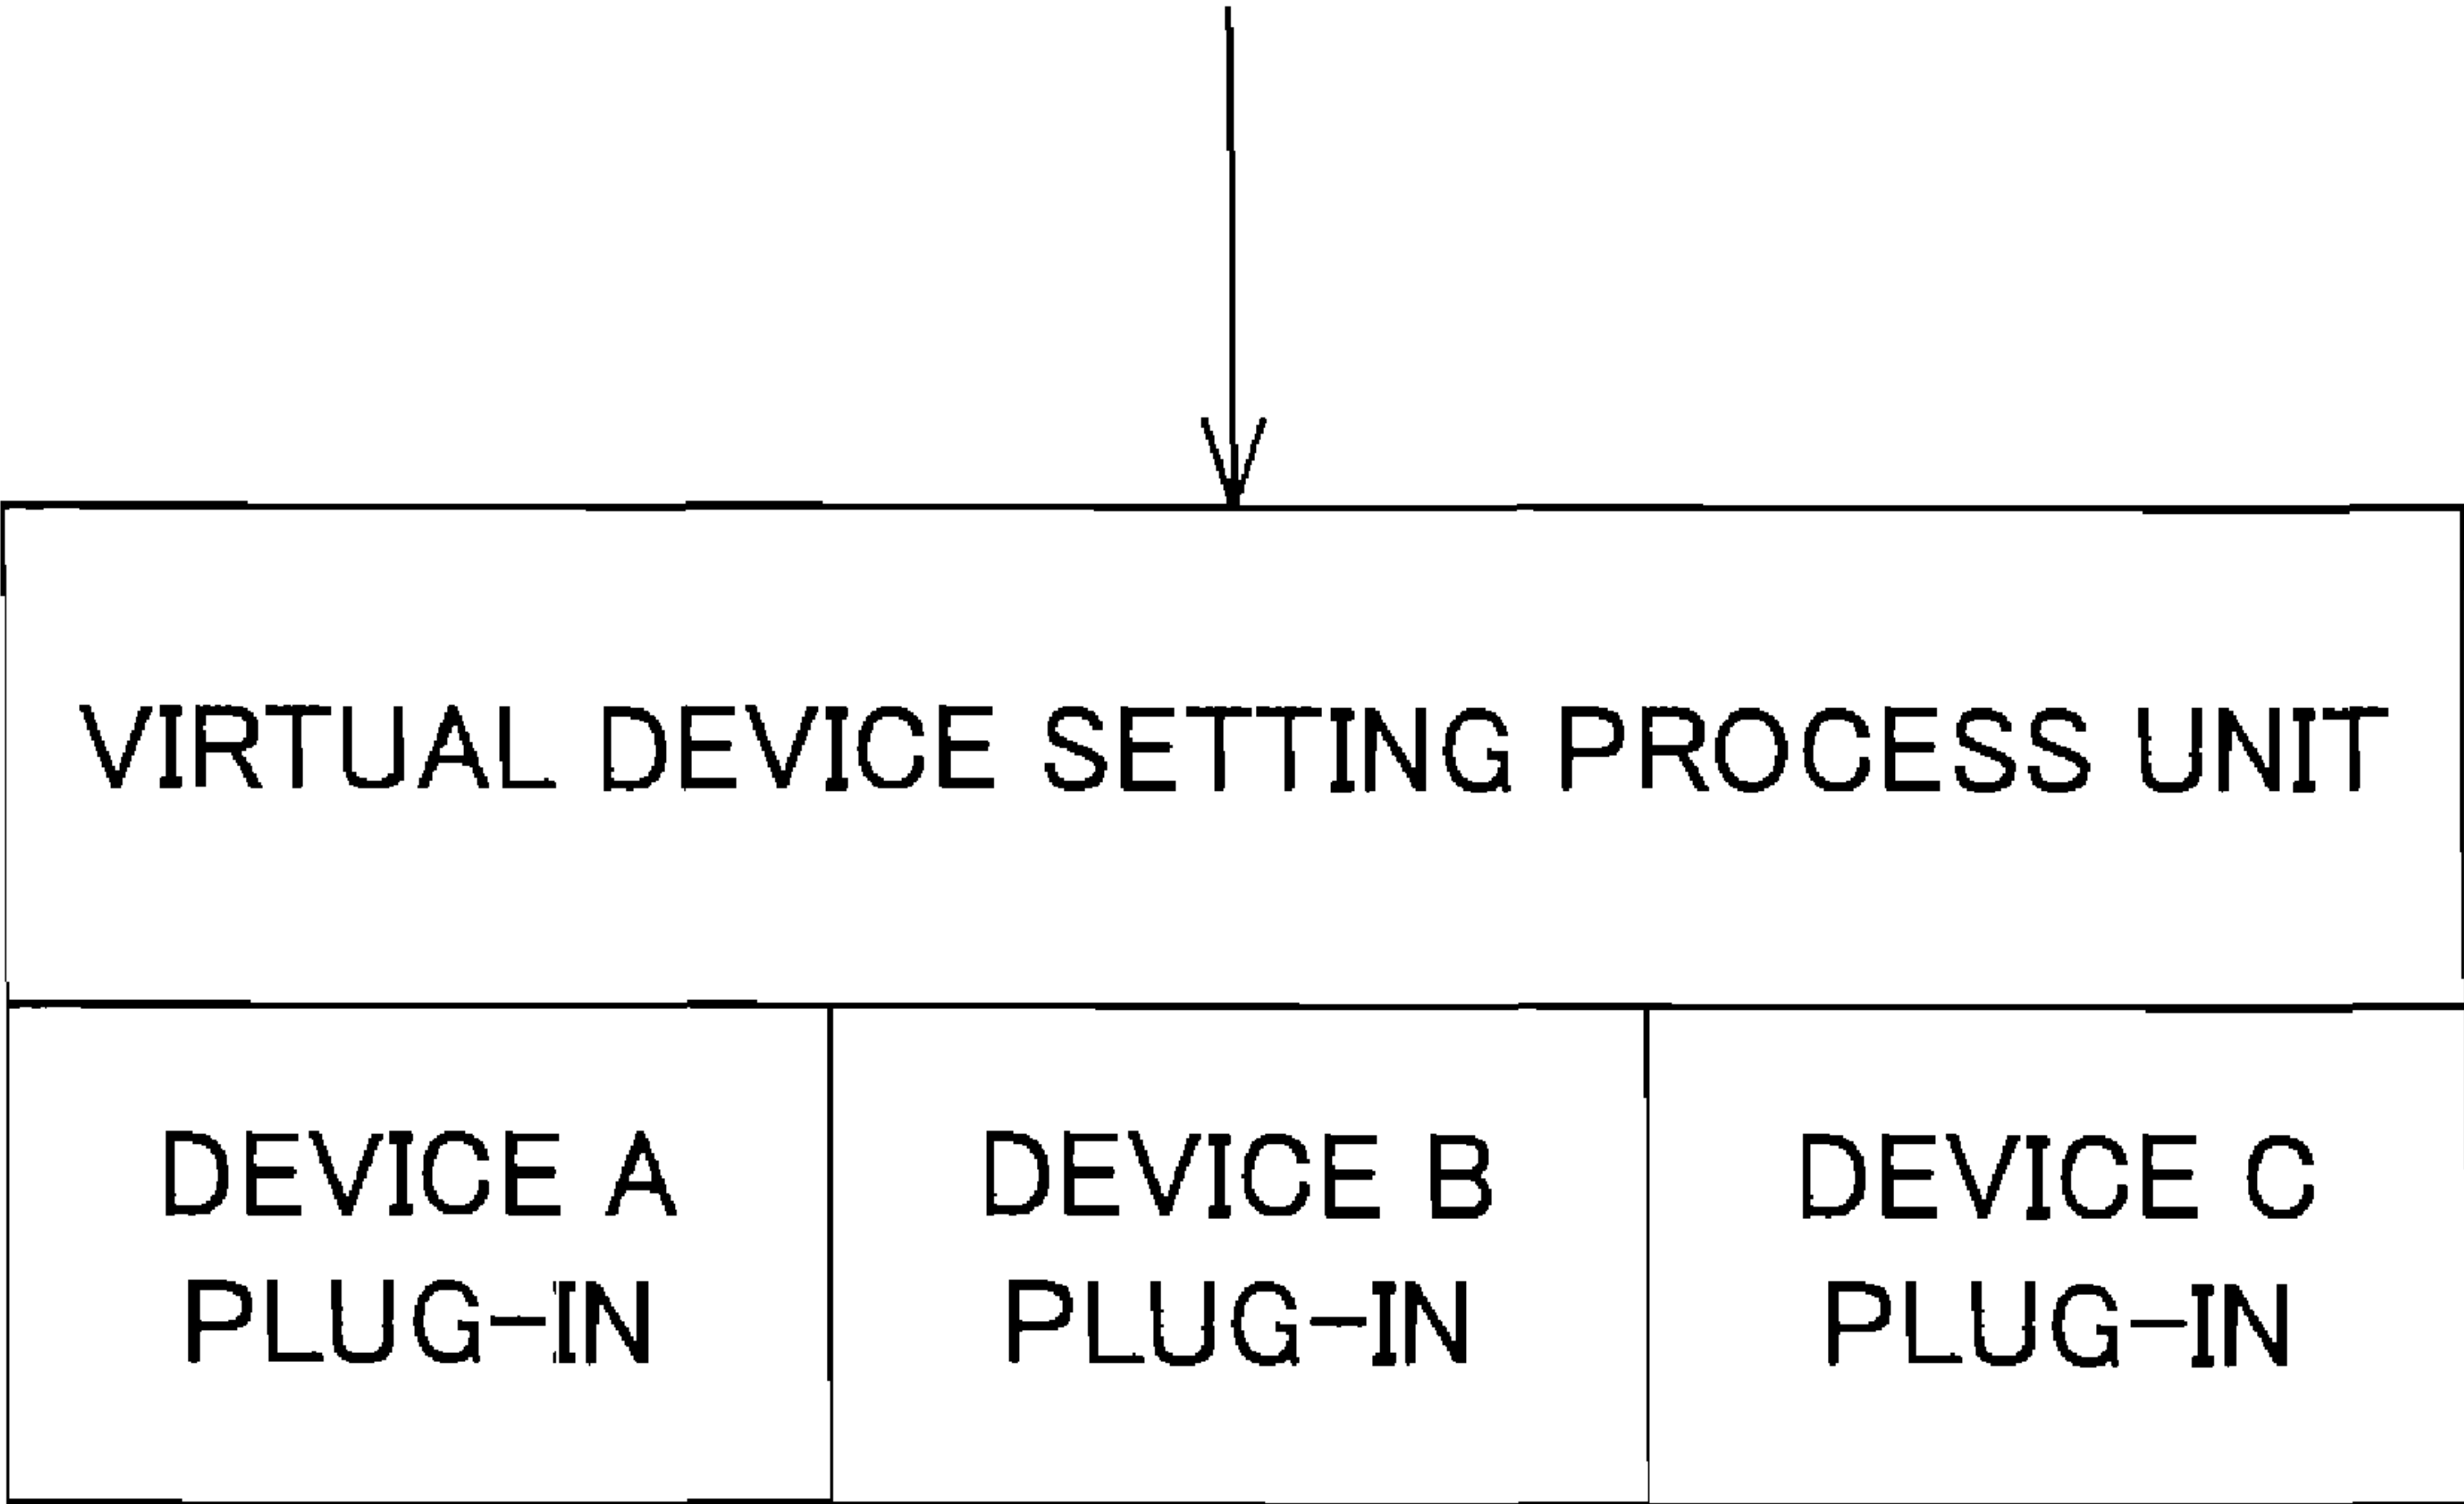 VIRTUAL DEVICE SETTING PROCESS UNIT
DEVICE A
PLUG-IN
DEVICE B
PLUG-IN
DEVICE C
PLUG-IN